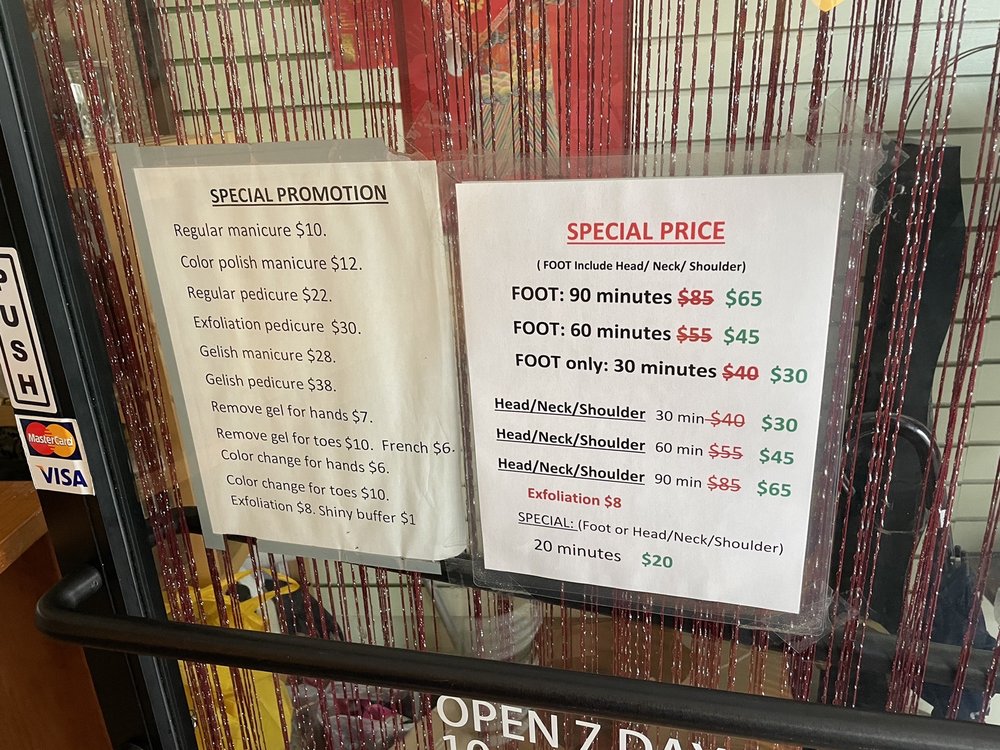 SPECIAL PROMOTION
Regular manicure $10.
Color polish manicure $12.
Regular pedicure $22.
Exfoliation pedicure $30.
Gelish manicure $28.
Gelish pedicure $38.
Remove gel for hands $7.
Remove gel for toes $10. French $6.
Color change for hands $6.
Color change for toes $10.
Exfoliation $8. Shiny buffer $1
SPECIAL PRICE
( FOOT Include Head/ Neck/ Shoulder)
FOOT: 90 minutes $85 $65
FOOT: 60 minutes $55 $45
FOOT only: 30 minutes $40 $30
Head/Neck/Shoulder 30 min $40 $30
Head/Neck/Shoulder 60 min $55 $45
Head/Neck/Shoulder 90 min $85 $65
Exfoliation $8
SPECIAL: (Foot or Head/Neck/Shoulder)
20 minutes $20
PUSH
MasterCard
VISA
OPEN 7 DAY